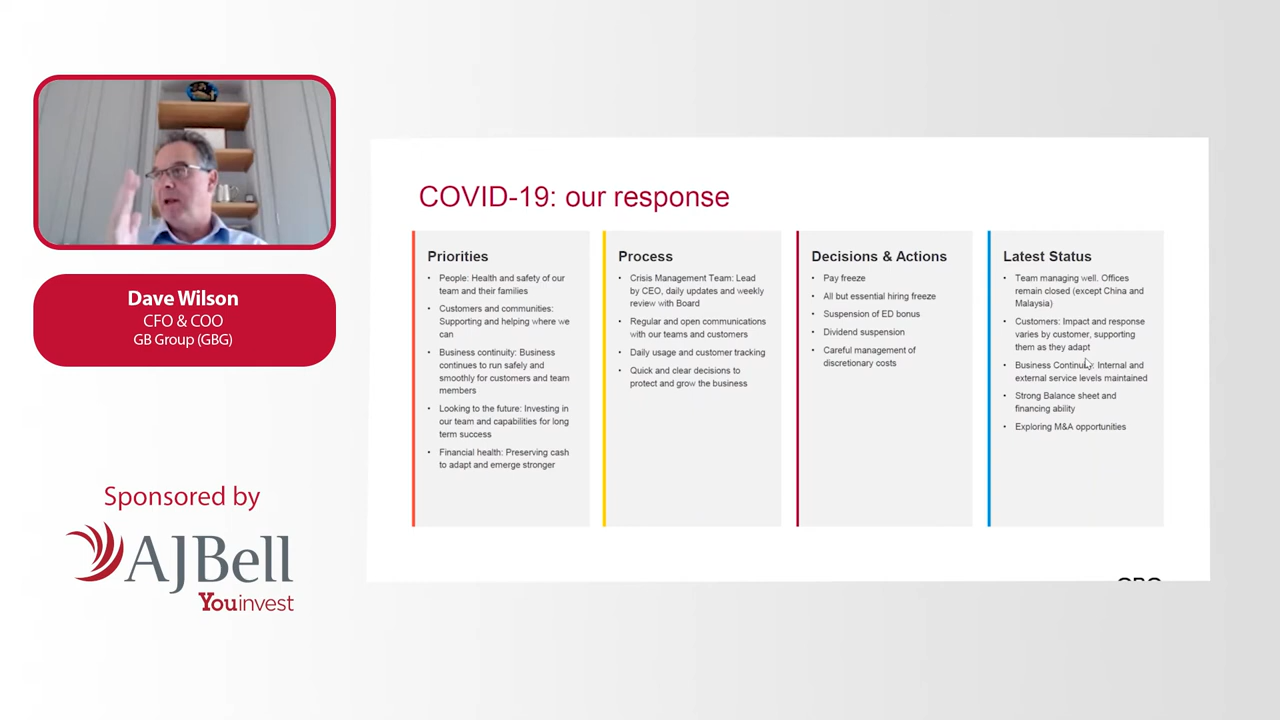 Dave Wilson
CFO & COO
GB Group (GBG)
Sponsored by
AJBell
Youinvest
COVID-19: our response
Priorities
• People: Health and safety of our
team and their families
• Customers and communities:
Supporting and helping where we
can
• Business continuity: Business
continues to run safely and
smoothly for customers and team
members
• Looking to the future: Investing in
our team and capabilities for long
term success
• Financial health: Preserving cash
to adapt and emerge stronger
Process
• Crisis Management Team: Lead
by CEO, daily updates and weekly
review with Board
• Regular and open communications
with our teams and customers
• Daily usage and customer tracking
• Quick and clear decisions to
protect and grow the business
Decisions & Actions
• Pay freeze
• All but essential hiring freeze
• Suspension of ED bonus
• Dividend suspension
• Careful management of
discretionary costs
Latest Status
• Team managing well. Offices
remain closed (except China and
Malaysia)
• Customers: Impact and response
varies by customer, supporting
them as they adapt
• Business Continuity: Internal and
external service levels maintained
• Strong Balance sheet and
financing ability
• Exploring M&A opportunities